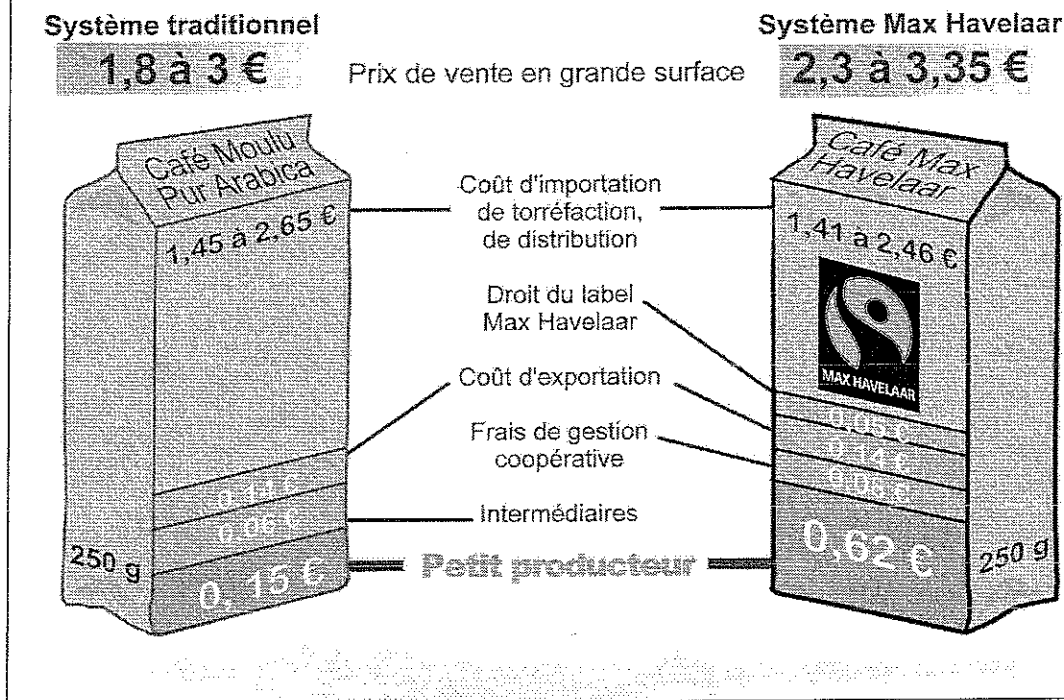 Système traditionnel
1,8 à 3 €
Prix de vente en grande surface
Système Max Havelaar
2,3 à 3,35 €
Café Moulu
Pur Arabica
1,45 à 2,65 €
Coût d'importation
de torréfaction,
de distribution
Café Max
Havelaar
1,41 à 2,46 €
Droit du label
Max Havelaar
MAX HAVELAAR
Coût d'exportation
0,14 €
0,05 €
0,14 €
Frais de gestion
coopérative
0,08 €
Intermédiaires
0,06 €
Petit producteur
0,15 €
0,62 €
250 g
250 g